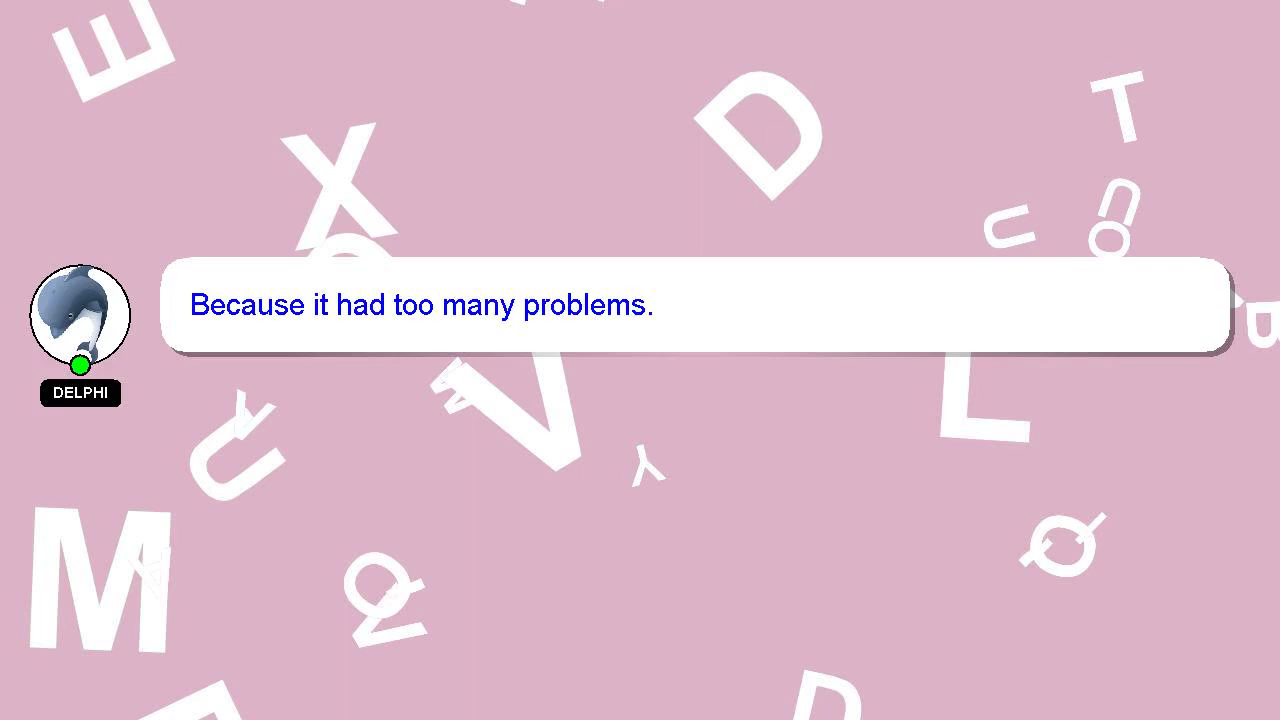 E
X
D
T
U
U
O
Because it had too many problems.
DELPHI
B
V
L
Y
U
Y
M
Q
D